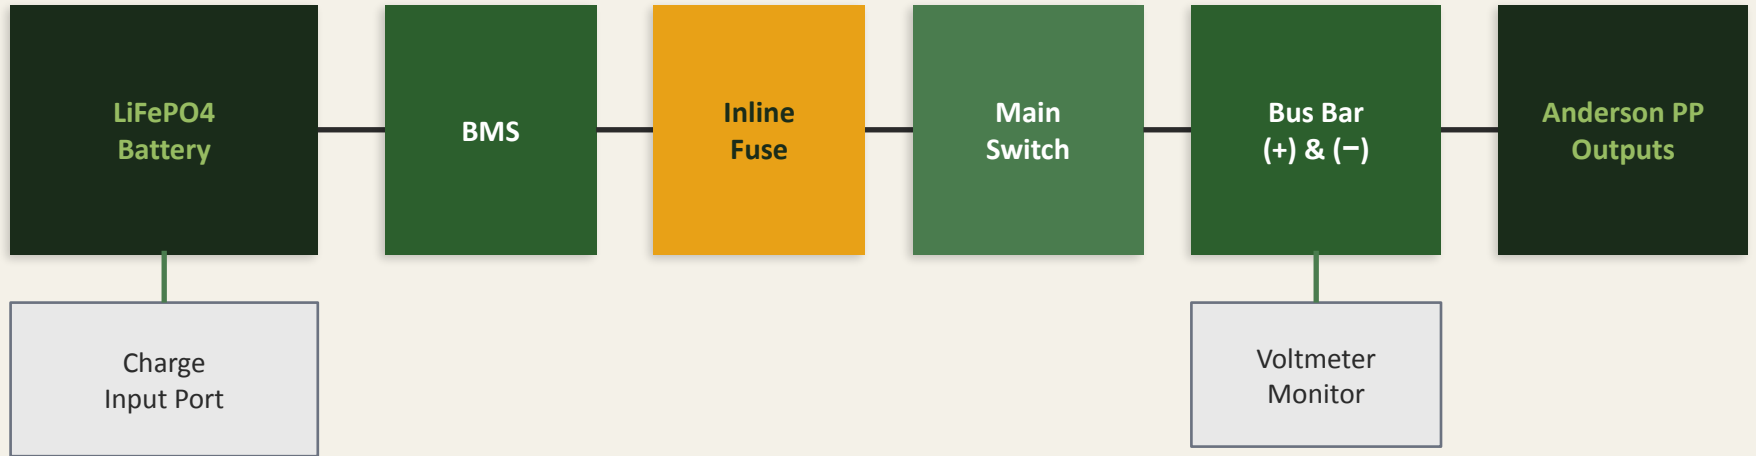 LiFePO4
Battery
BMS
Inline
Fuse
Main
Switch
Bus Bar
(+) & (−)
Anderson PP
Outputs
Charge
Input Port
Voltmeter
Monitor